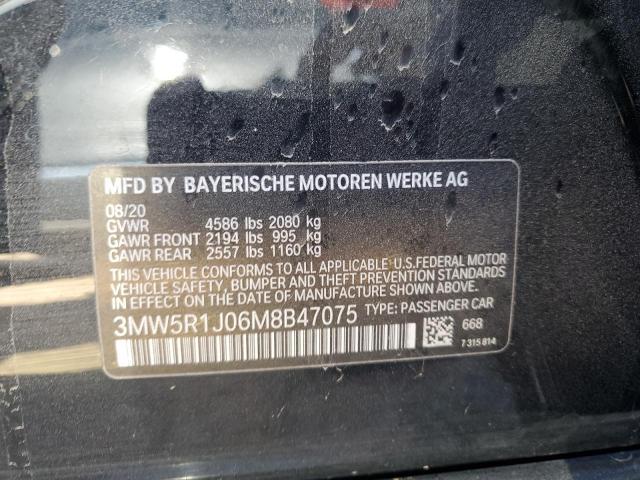 MFD BY BAYERISCHE MOTOREN WERKE AG
08/20
GVWR 4586 lbs 2080 kg
GAWR FRONT 2194 lbs 995 kg
GAWR REAR 2557 lbs 1160 kg
THIS VEHICLE CONFORMS TO ALL APPLICABLE U.S.FEDERAL MOTOR
VEHICLE SAFETY, BUMPER, AND THEFT PREVENTION STANDARDS
IN EFFECT ON THE DATE OF MANUFACTURE SHOWN ABOVE.
3MW5R1J06M8B47075 TYPE: PASSENGER CAR
668
7 315 814